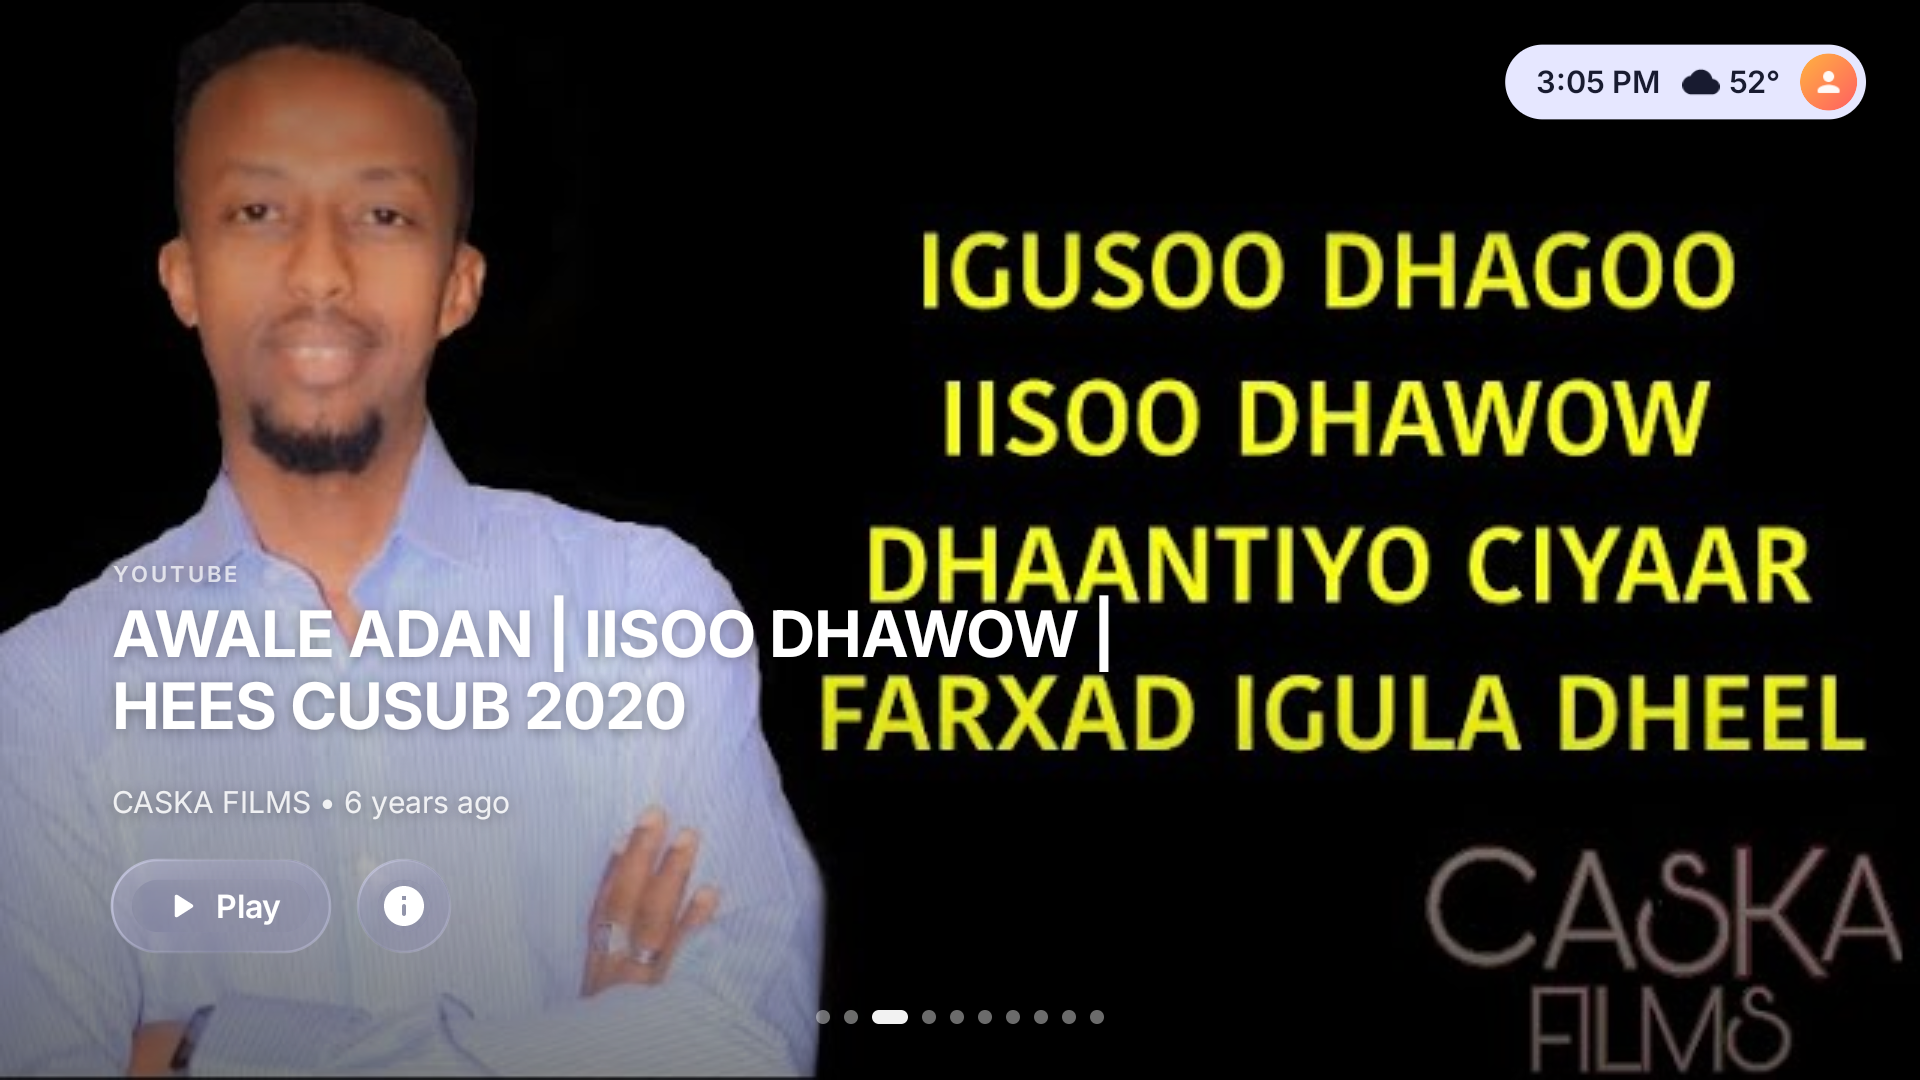 3:05 PM 52°
IGUSOO DHAGOO
IISOO DHAWOW
DHAANTIYO CIYAAR
FARXAD IGULA DHEEL
YOUTUBE
AWALE ADAN | IISOO DHAWOW |
HEES CUSUB 2020
CASKA FILMS • 6 years ago
Play
CASKA
FILMS